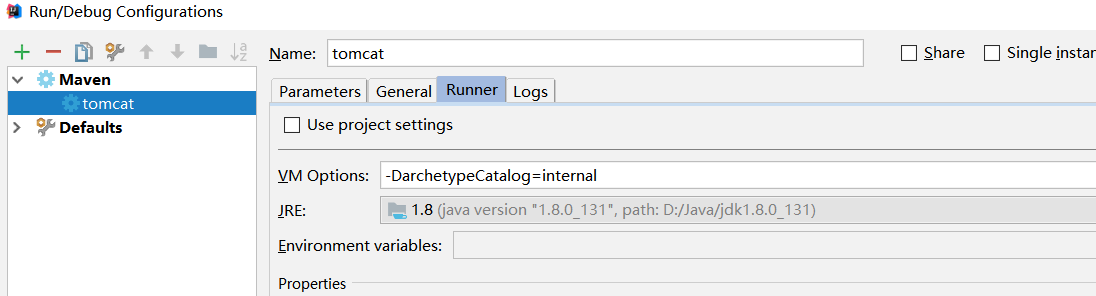 Run/Debug Configurations
Name: tomcat
Share
Single instan
Maven
tomcat
Defaults
Parameters General Runner Logs
Use project settings
VM Options: -DarchetypeCatalog=internal
JRE: 1.8 (java version "1.8.0_131", path: D:/Java/jdk1.8.0_131)
Environment variables:
Properties